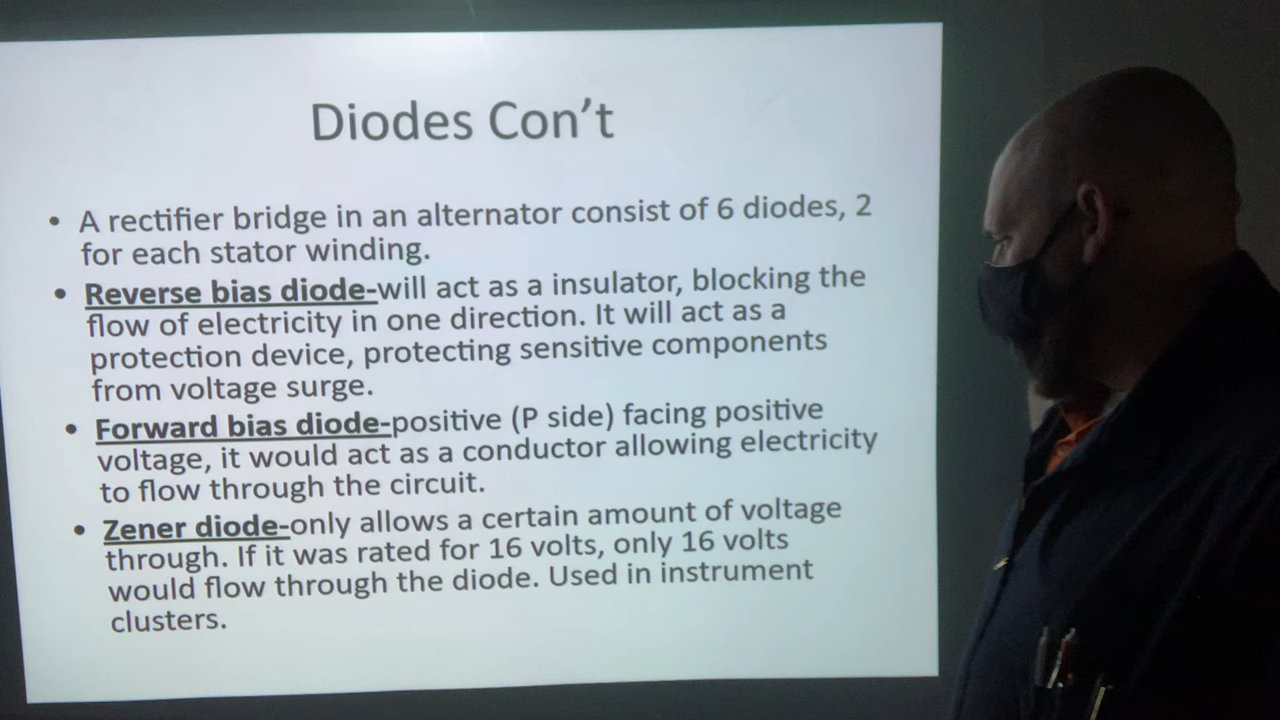 Diodes Con't
• A rectifier bridge in an alternator consist of 6 diodes, 2
for each stator winding.
• Reverse bias diode-will act as a insulator, blocking the
flow of electricity in one direction. It will act as a
protection device, protecting sensitive components
from voltage surge.
• Forward bias diode-positive (P side) facing positive
voltage, it would act as a conductor allowing electricity
to flow through the circuit.
• Zener diode-only allows a certain amount of voltage
through. If it was rated for 16 volts, only 16 volts
would flow through the diode. Used in instrument
clusters.